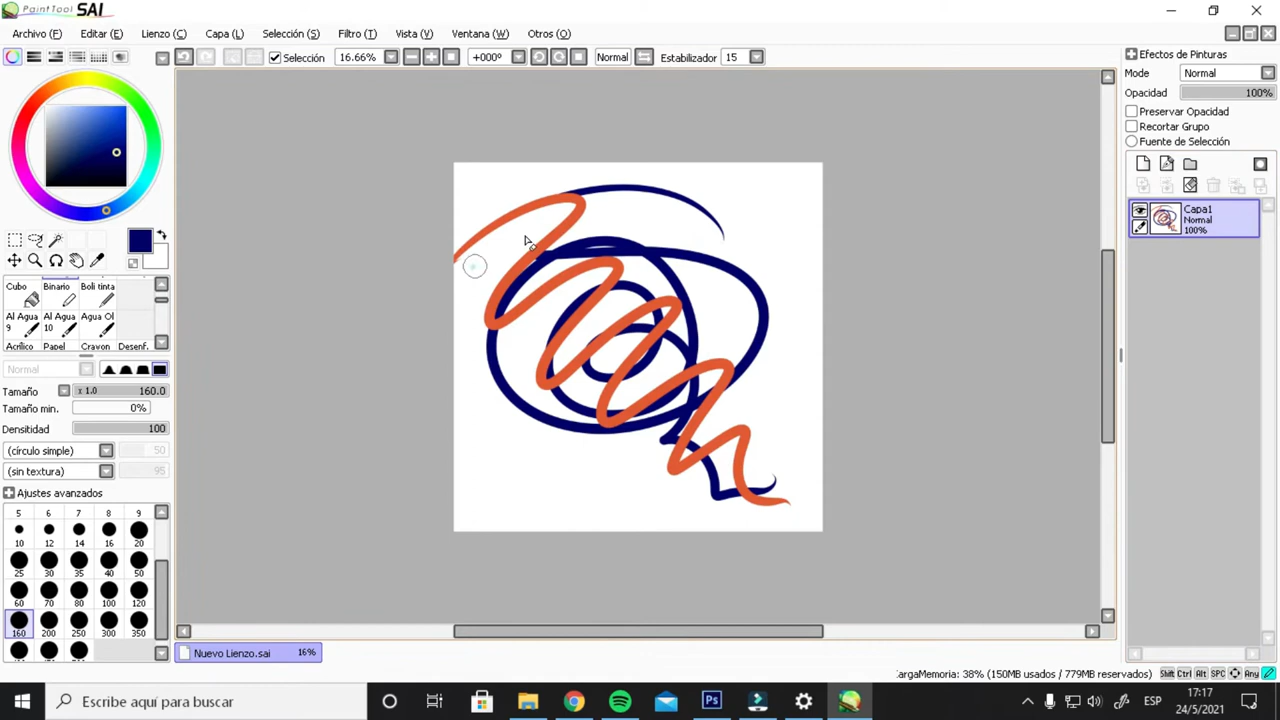 PaintTool SAI
Archivo (F) Editar (E) Lienzo (C) Capa (L) Selección (S) Filtro (T) Vista (V) Ventana (W) Otros (O)
Selección 16.66% +000º Normal Estabilizador 15
Efectos de Pinturas
Mode Normal
Opacidad 100%
Preservar Opacidad
Recortar Grupo
Fuente de Selección
Capa1
Normal
100%
Cubo Binario Boli tinta
Al Agua 9 Al Agua 10 Agua Ol
Acrílico Papel Crayon Desenf.
Normal
Tamaño x 1.0 160.0
Tamaño min. 0%
Densitidad 100
(círculo simple) 50
(sin textura) 95
Ajustes avanzados
5 6 7 8 9
10 12 14 16 20
25 30 35 40 50
60 70 80 100 120
160 200 250 300 350
Nuevo Lienzo.sai 16%
CargaMemoria: 38% (150MB usados / 779MB reservados) Shift Ctrl Alt SPC Any
Escribe aquí para buscar
Ps
ESP
17:17
24/5/2021